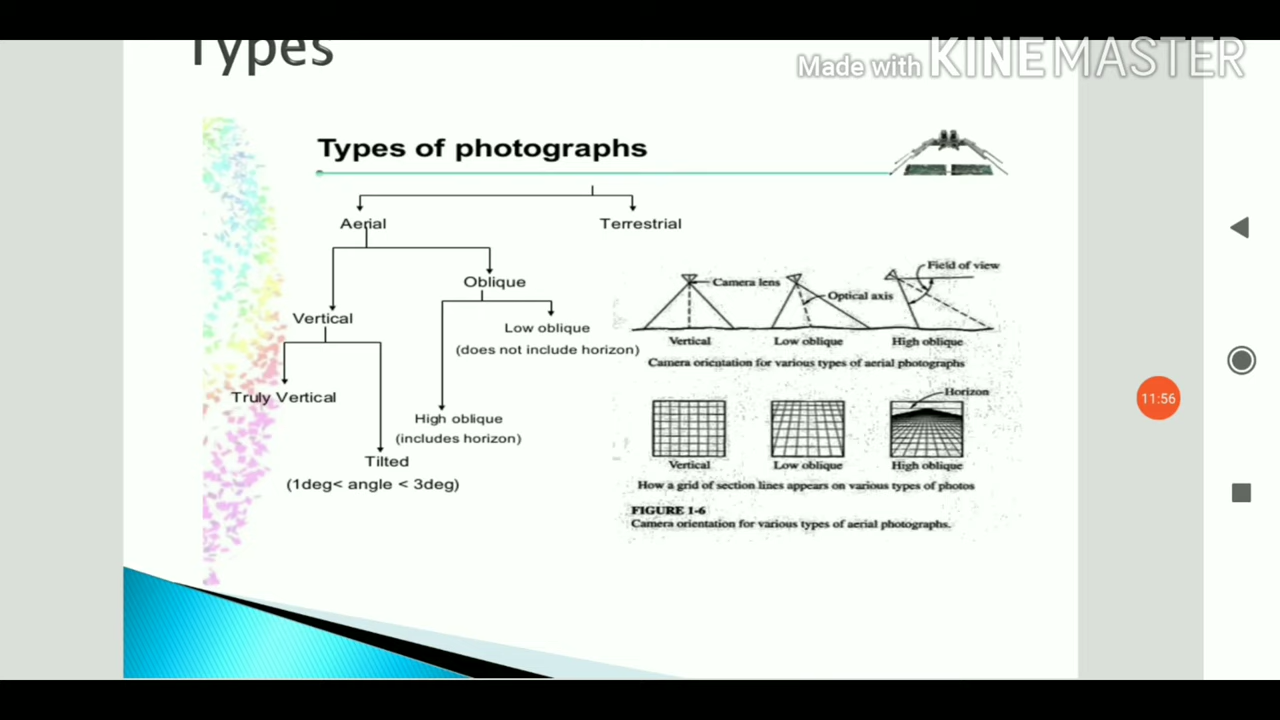 Types
Made with KINEMASTER
Types of photographs
Aerial
Terrestrial
Oblique
Vertical
Low oblique
(does not include horizon)
Truly Vertical
High oblique
(includes horizon)
Tilted
(1deg< angle < 3deg)
Field of view
Camera lens
Optical axis
Vertical
Low oblique
High oblique
Camera orientation for various types of aerial photographs
Horizon
Vertical
Low oblique
High oblique
How a grid of section lines appears on various types of photos
FIGURE 1-6
Camera orientation for various types of aerial photographs.
11:56